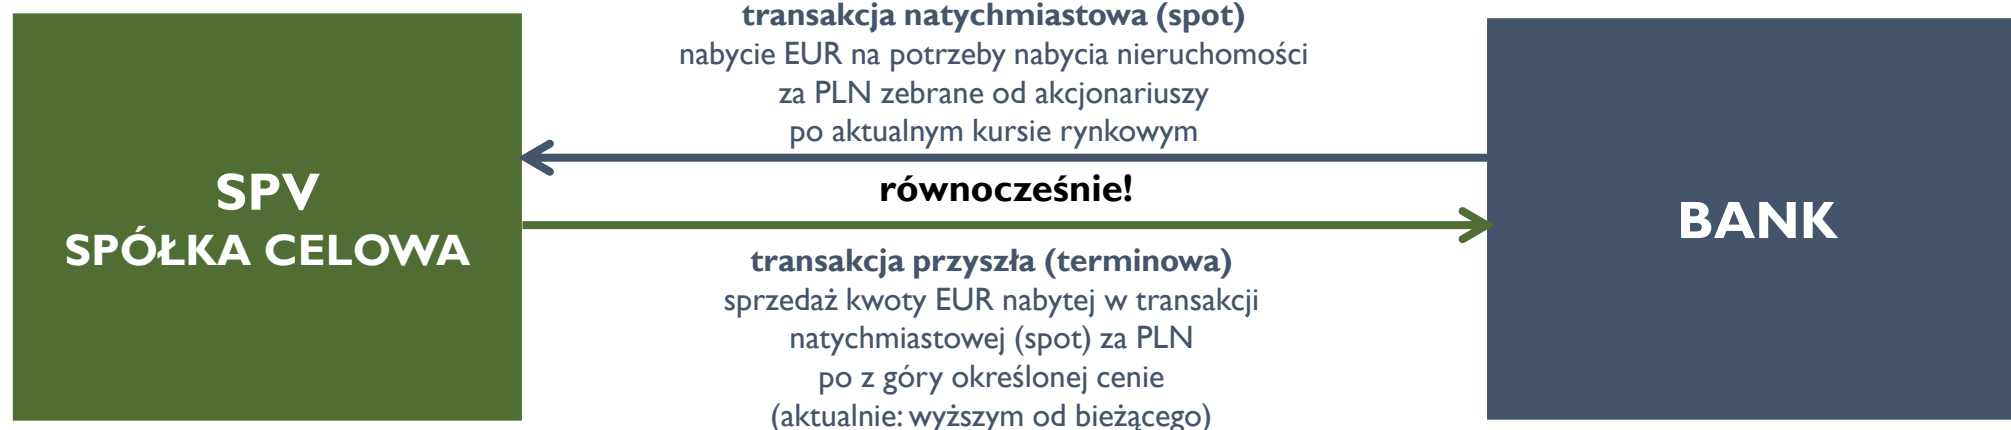 transakcja natychmiastowa (spot)
nabycie EUR na potrzeby nabycia nieruchomości
za PLN zebrane od akcjonariuszy
po aktualnym kursie rynkowym
SPV
SPÓŁKA CELOWA
równocześnie!
BANK
transakcja przyszła (terminowa)
sprzedaż kwoty EUR nabytej w transakcji
natychmiastowej (spot) za PLN
po z góry określonej cenie
(aktualnie: wyższym od bieżącego)